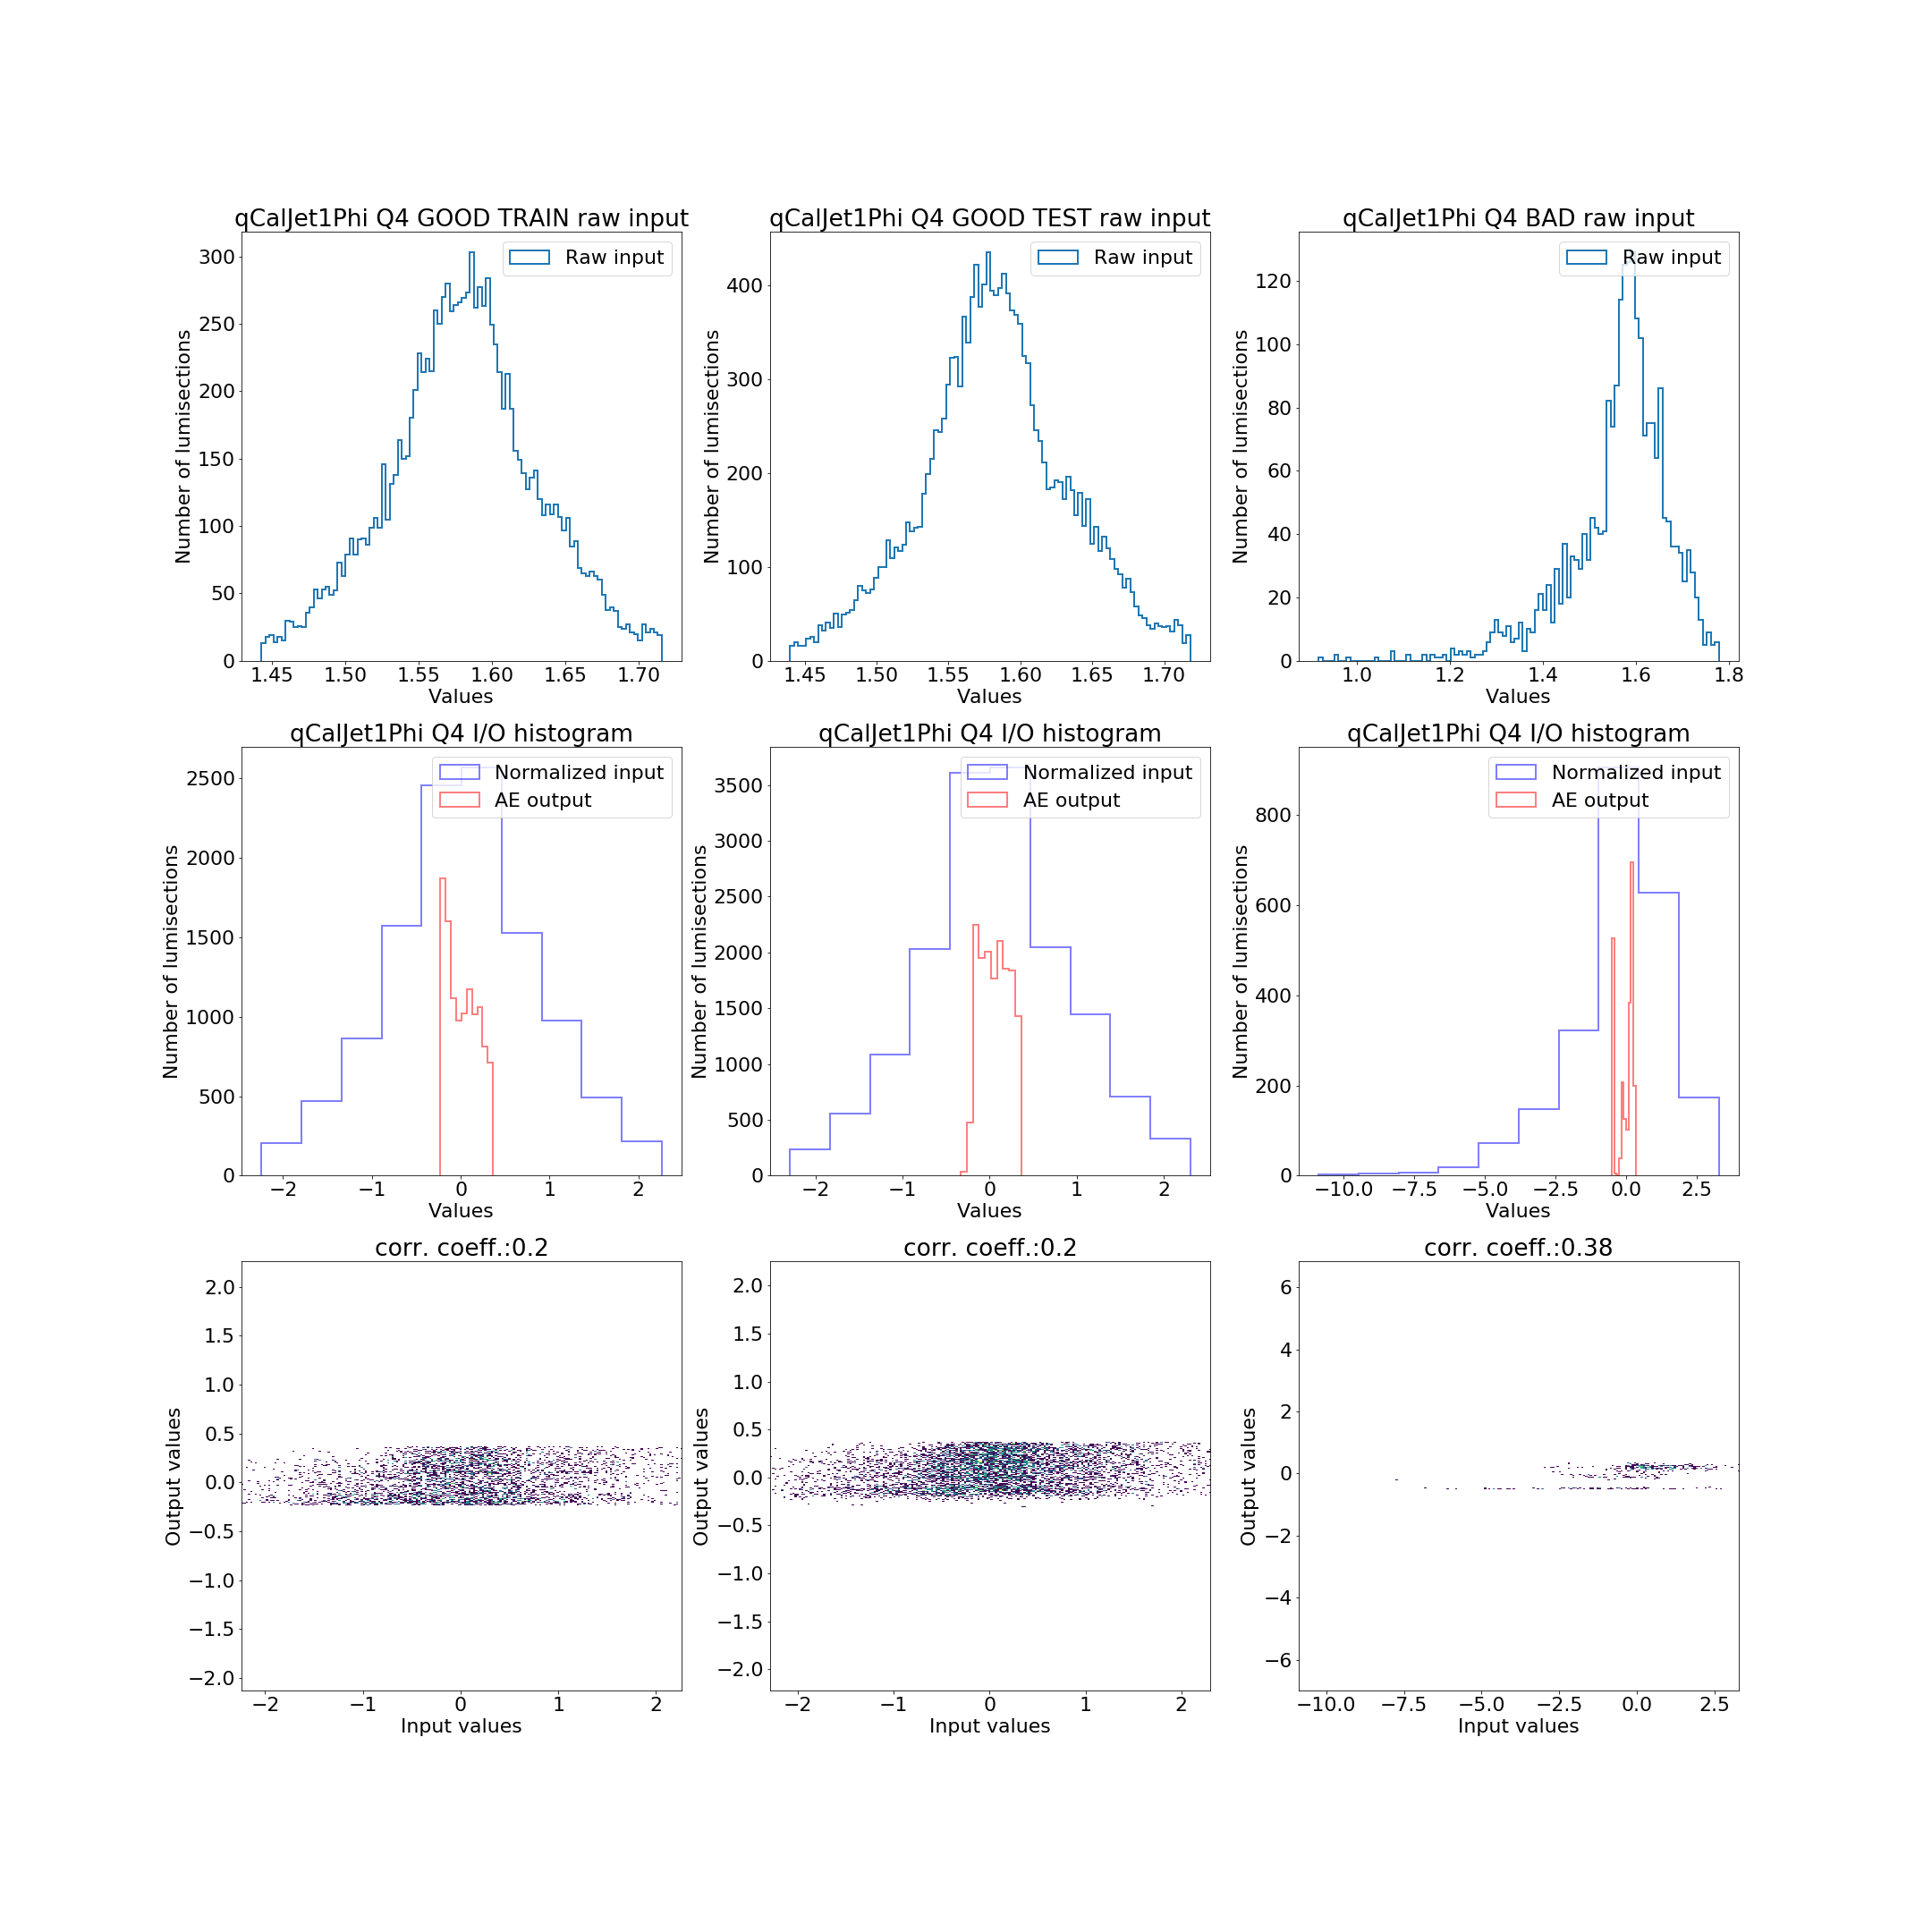 qCalJet1Phi Q4 GOOD TRAIN raw input
Raw input
Number of lumisections
0
50
100
150
200
250
300
1.45 1.50 1.55 1.60 1.65 1.70
Values
qCalJet1Phi Q4 GOOD TEST raw input
Raw input
Number of lumisections
0
100
200
300
400
1.45 1.50 1.55 1.60 1.65 1.70
Values
qCalJet1Phi Q4 BAD raw input
Raw input
Number of lumisections
0
20
40
60
80
100
120
1.0 1.2 1.4 1.6 1.8
Values
qCalJet1Phi Q4 I/O histogram
Normalized input
AE output
Number of lumisections
0
500
1000
1500
2000
2500
−2 −1 0 1 2
Values
qCalJet1Phi Q4 I/O histogram
Normalized input
AE output
Number of lumisections
0
500
1000
1500
2000
2500
3000
3500
−2 −1 0 1 2
Values
qCalJet1Phi Q4 I/O histogram
Normalized input
AE output
Number of lumisections
0
200
400
600
800
−10.0 −7.5 −5.0 −2.5 0.0 2.5
Values
corr. coeff.:0.2
Output values
2.0
1.5
1.0
0.5
0.0
−0.5
−1.0
−1.5
−2.0
−2 −1 0 1 2
Input values
corr. coeff.:0.2
Output values
2.0
1.5
1.0
0.5
0.0
−0.5
−1.0
−1.5
−2.0
−2 −1 0 1 2
Input values
corr. coeff.:0.38
Output values
6
4
2
0
−2
−4
−6
−10.0 −7.5 −5.0 −2.5 0.0 2.5
Input values